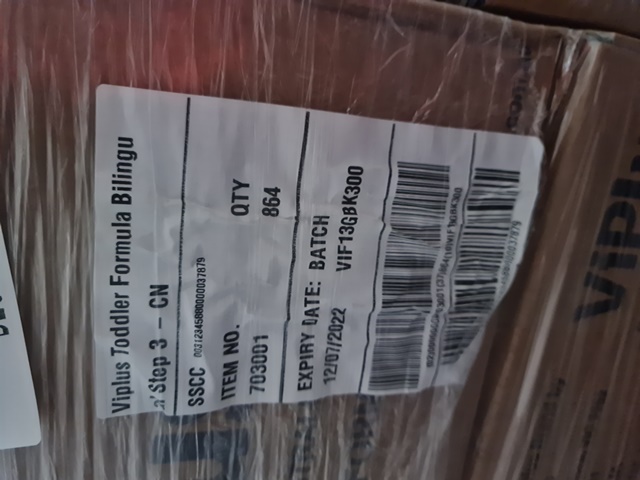 Viplus Toddler Formula Bilingu
a' Step 3 - CN
SSCC
ITEM NO. QTY
703001 864
EXPIRY DATE: BATCH
12/07/2022 VIF13GBK300